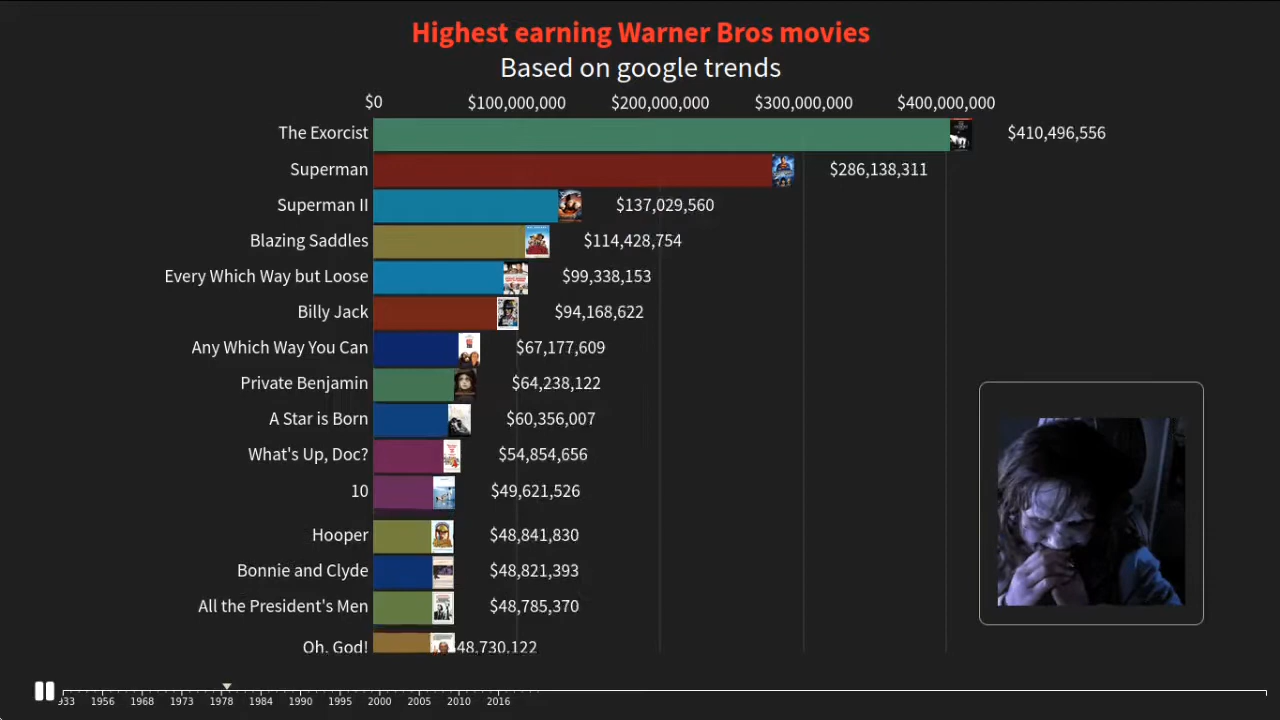 Highest earning Warner Bros movies
Based on google trends
$0 $100,000,000 $200,000,000 $300,000,000 $400,000,000
The Exorcist $410,496,556
Superman $286,138,311
Superman II $137,029,560
Blazing Saddles $114,428,754
Every Which Way but Loose $99,338,153
Billy Jack $94,168,622
Any Which Way You Can $67,177,609
Private Benjamin $64,238,122
A Star is Born $60,356,007
What's Up, Doc? $54,854,656
10 $49,621,526
Hooper $48,841,830
Bonnie and Clyde $48,821,393
All the President's Men $48,785,370
Oh, God! 48,730,122
933 1956 1968 1973 1978 1984 1990 1995 2000 2005 2010 2016